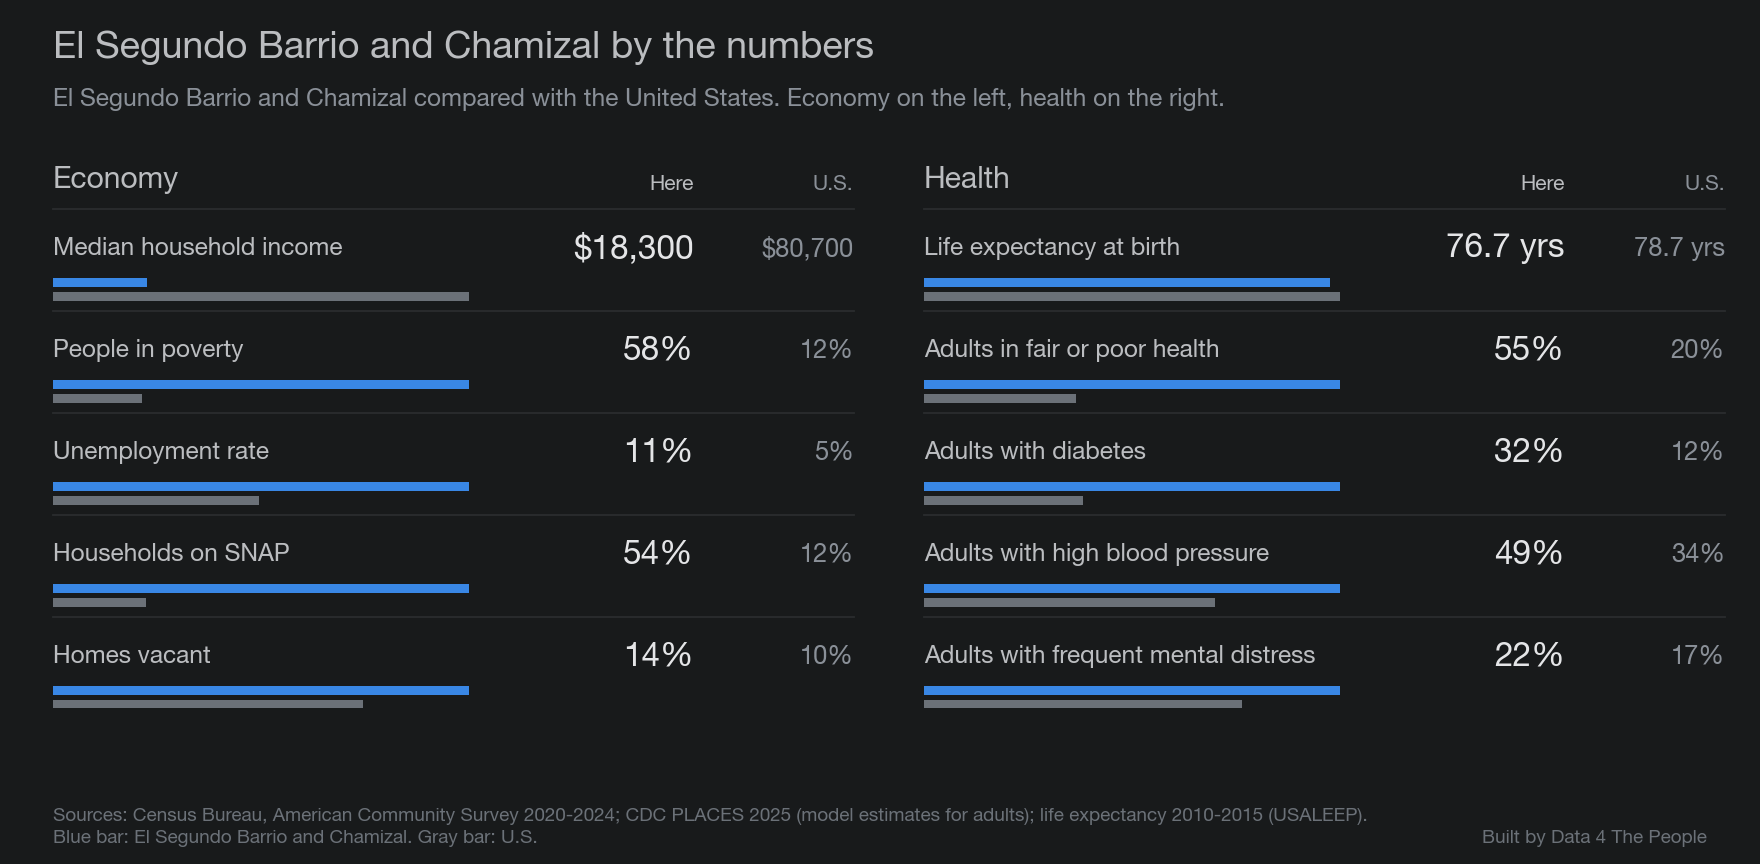 El Segundo Barrio and Chamizal by the numbers
El Segundo Barrio and Chamizal compared with the United States. Economy on the left, health on the right.
Economy Here U.S.
Median household income $18,300 $80,700
People in poverty 58% 12%
Unemployment rate 11% 5%
Households on SNAP 54% 12%
Homes vacant 14% 10%
Health Here U.S.
Life expectancy at birth 76.7 yrs 78.7 yrs
Adults in fair or poor health 55% 20%
Adults with diabetes 32% 12%
Adults with high blood pressure 49% 34%
Adults with frequent mental distress 22% 17%
Sources: Census Bureau, American Community Survey 2020-2024; CDC PLACES 2025 (model estimates for adults); life expectancy 2010-2015 (USALEEP).
Blue bar: El Segundo Barrio and Chamizal. Gray bar: U.S.
Built by Data 4 The People